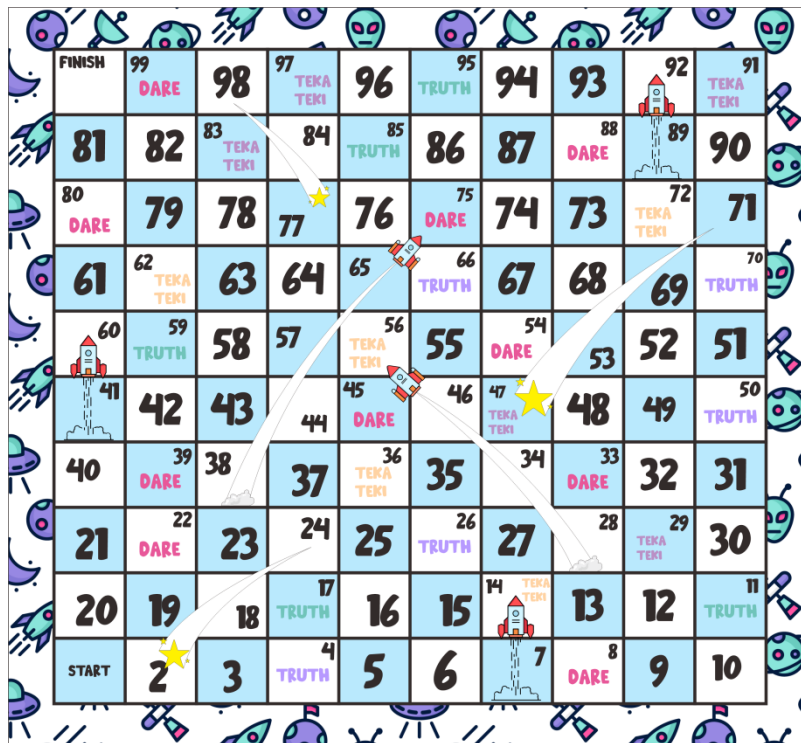 FINISH
99
DARE
98
97
TEKA
TEKI
96
95
TRUTH
94
93
92
91
TEKA
TEKI
81
82
83
TEKA
TEKI
84
85
TRUTH
86
87
88
DARE
89
90
80
DARE
79
78
77
76
75
DARE
74
73
72
TEKA
TEKI
71
61
62
TEKA
TEKI
63
64
65
66
TRUTH
67
68
69
70
TRUTH
60
59
TRUTH
58
57
56
TEKA
TEKI
55
54
DARE
53
52
51
41
42
43
44
45
DARE
46
47
TEKA
TEKI
48
49
50
TRUTH
40
39
DARE
38
37
36
TEKA
TEKI
35
34
33
DARE
32
31
21
22
DARE
23
24
25
26
TRUTH
27
28
29
TEKA
TEKI
30
20
19
18
17
TRUTH
16
15
14
TEKA
TEKI
13
12
11
TRUTH
START
2
3
4
TRUTH
5
6
7
8
DARE
9
10